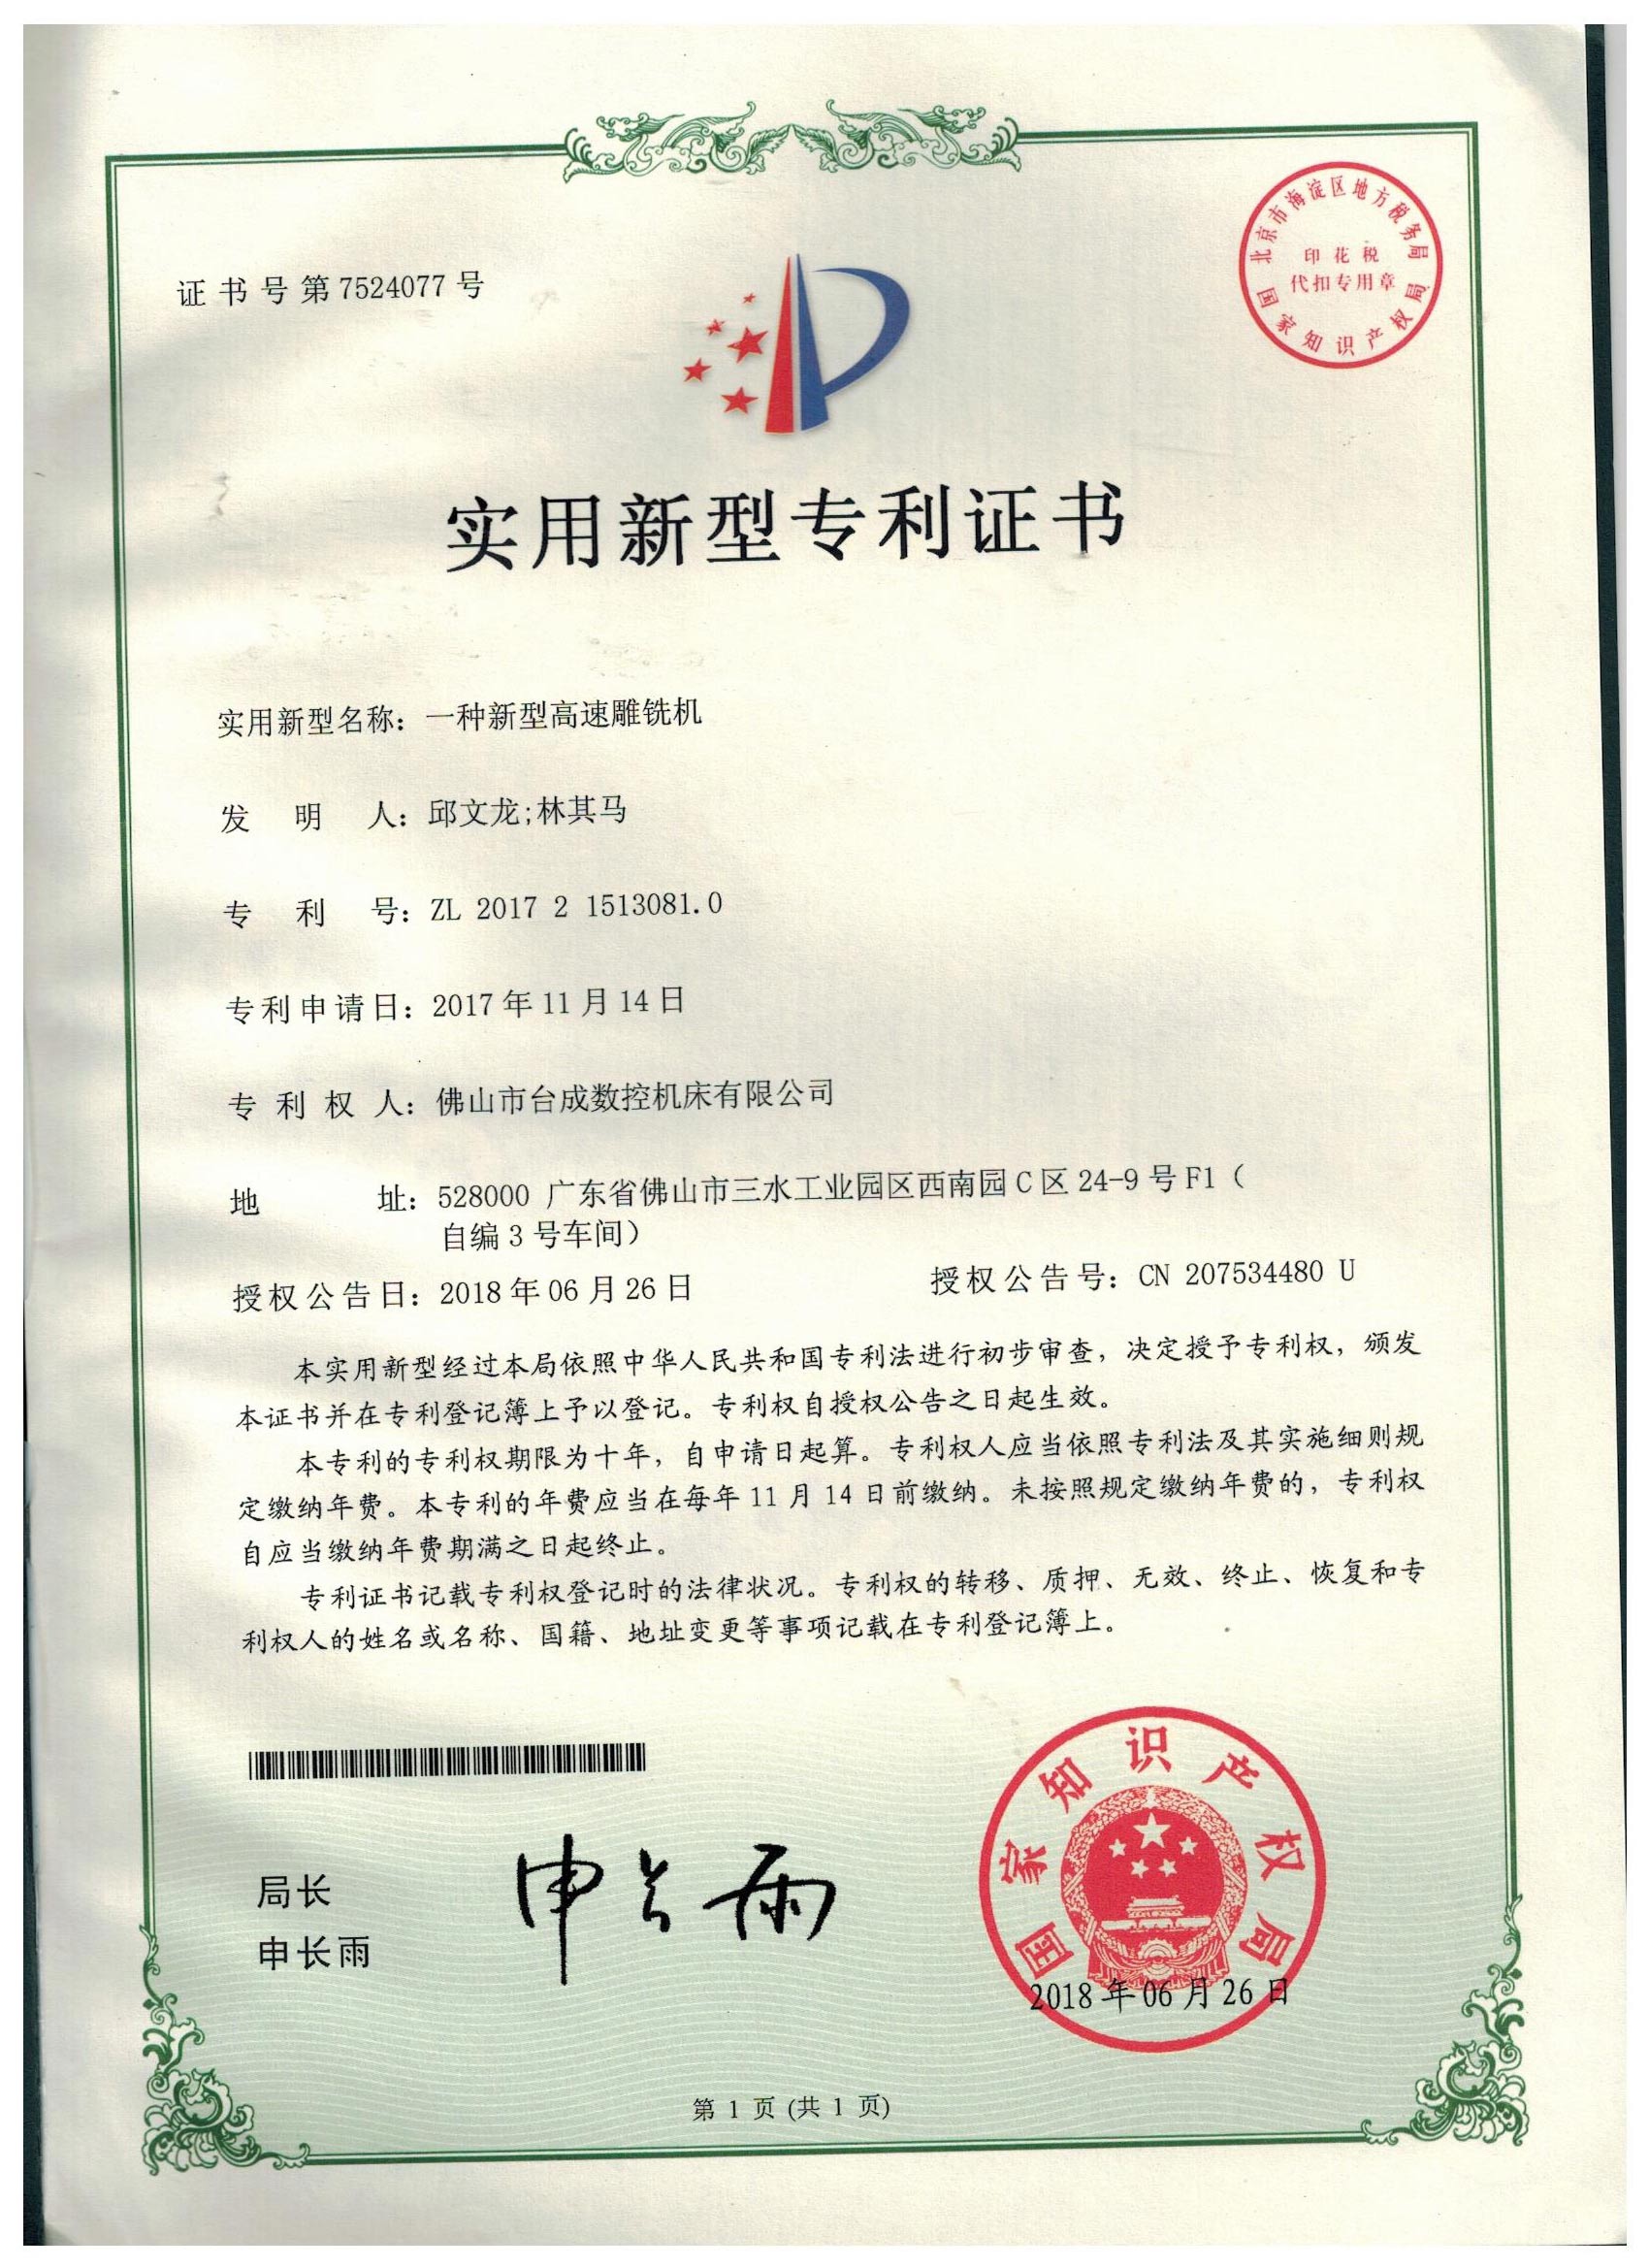 证书号第7524077号
北京市海淀区地方税务局
印花税
代扣专用章
国家知识产权局
实用新型专利证书
实用新型名称：一种新型高速雕铣机
发明人：邱文龙;林其马
专利号：ZL 2017 2 1513081.0
专利申请日：2017年11月14日
专利权人：佛山市台成数控机床有限公司
地址：528000 广东省佛山市三水工业园区西南园C区24-9号F1（
自编3号车间）
授权公告日：2018年06月26日 授权公告号：CN 207534480 U
本实用新型经过本局依照中华人民共和国专利法进行初步审查，决定授予专利权，颁发
本证书并在专利登记簿上予以登记。专利权自授权公告之日起生效。
本专利的专利权期限为十年，自申请日起算。专利权人应当依照专利法及其实施细则规
定缴纳年费。本专利的年费应当在每年11月14日前缴纳。未按照规定缴纳年费的，专利权
自应当缴纳年费期满之日起终止。
专利证书记载专利权登记时的法律状况。专利权的转移、质押、无效、终止、恢复和专
利权人的姓名或名称、国籍、地址变更等事项记载在专利登记簿上。
局长
申长雨
申长雨
国家知识产权局
2018年06月26日
第 1 页 (共 1 页)